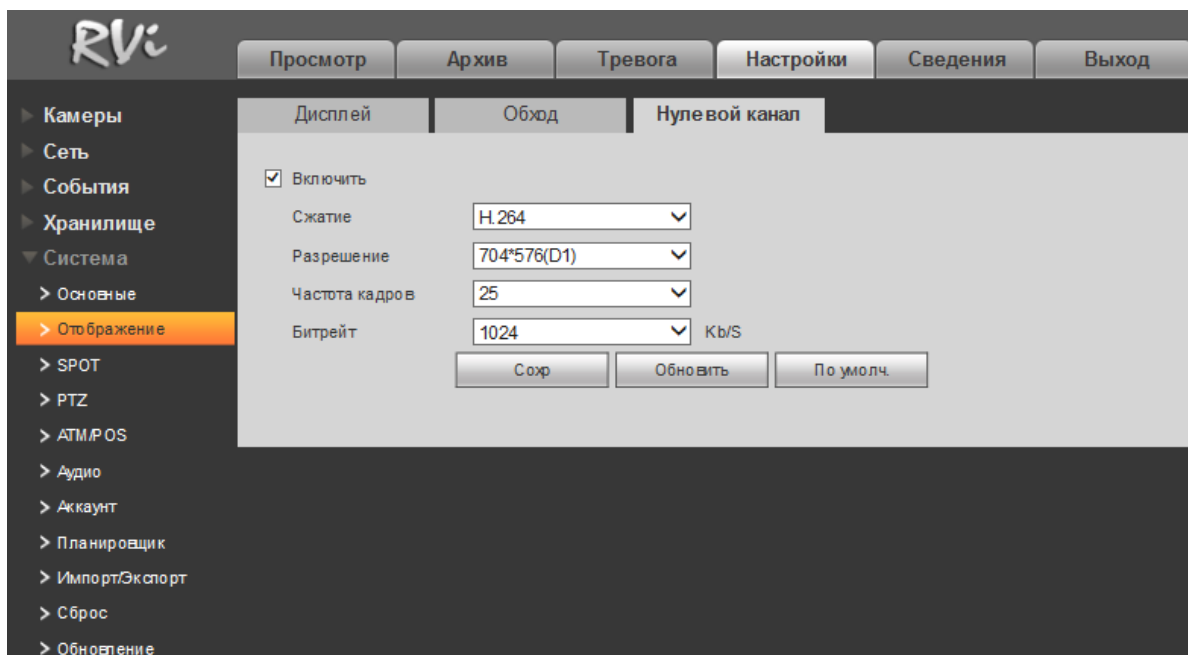 RVi
Просмотр Архив Тревога Настройки Сведения Выход
Дисплей Обход Нулевой канал
Камеры
Сеть
События
Хранилище
Система
> Основные
> Отображение
> SPOT
> PTZ
> ATM/POS
> Аудио
> Аккаунт
> Планировщик
> Импорт/Экспорт
> Сброс
> Обновление
Включить
Сжатие H.264
Разрешение 704*576(D1)
Частота кадров 25
Битрейт 1024 Kb/S
Сохр Обновить По умолч.